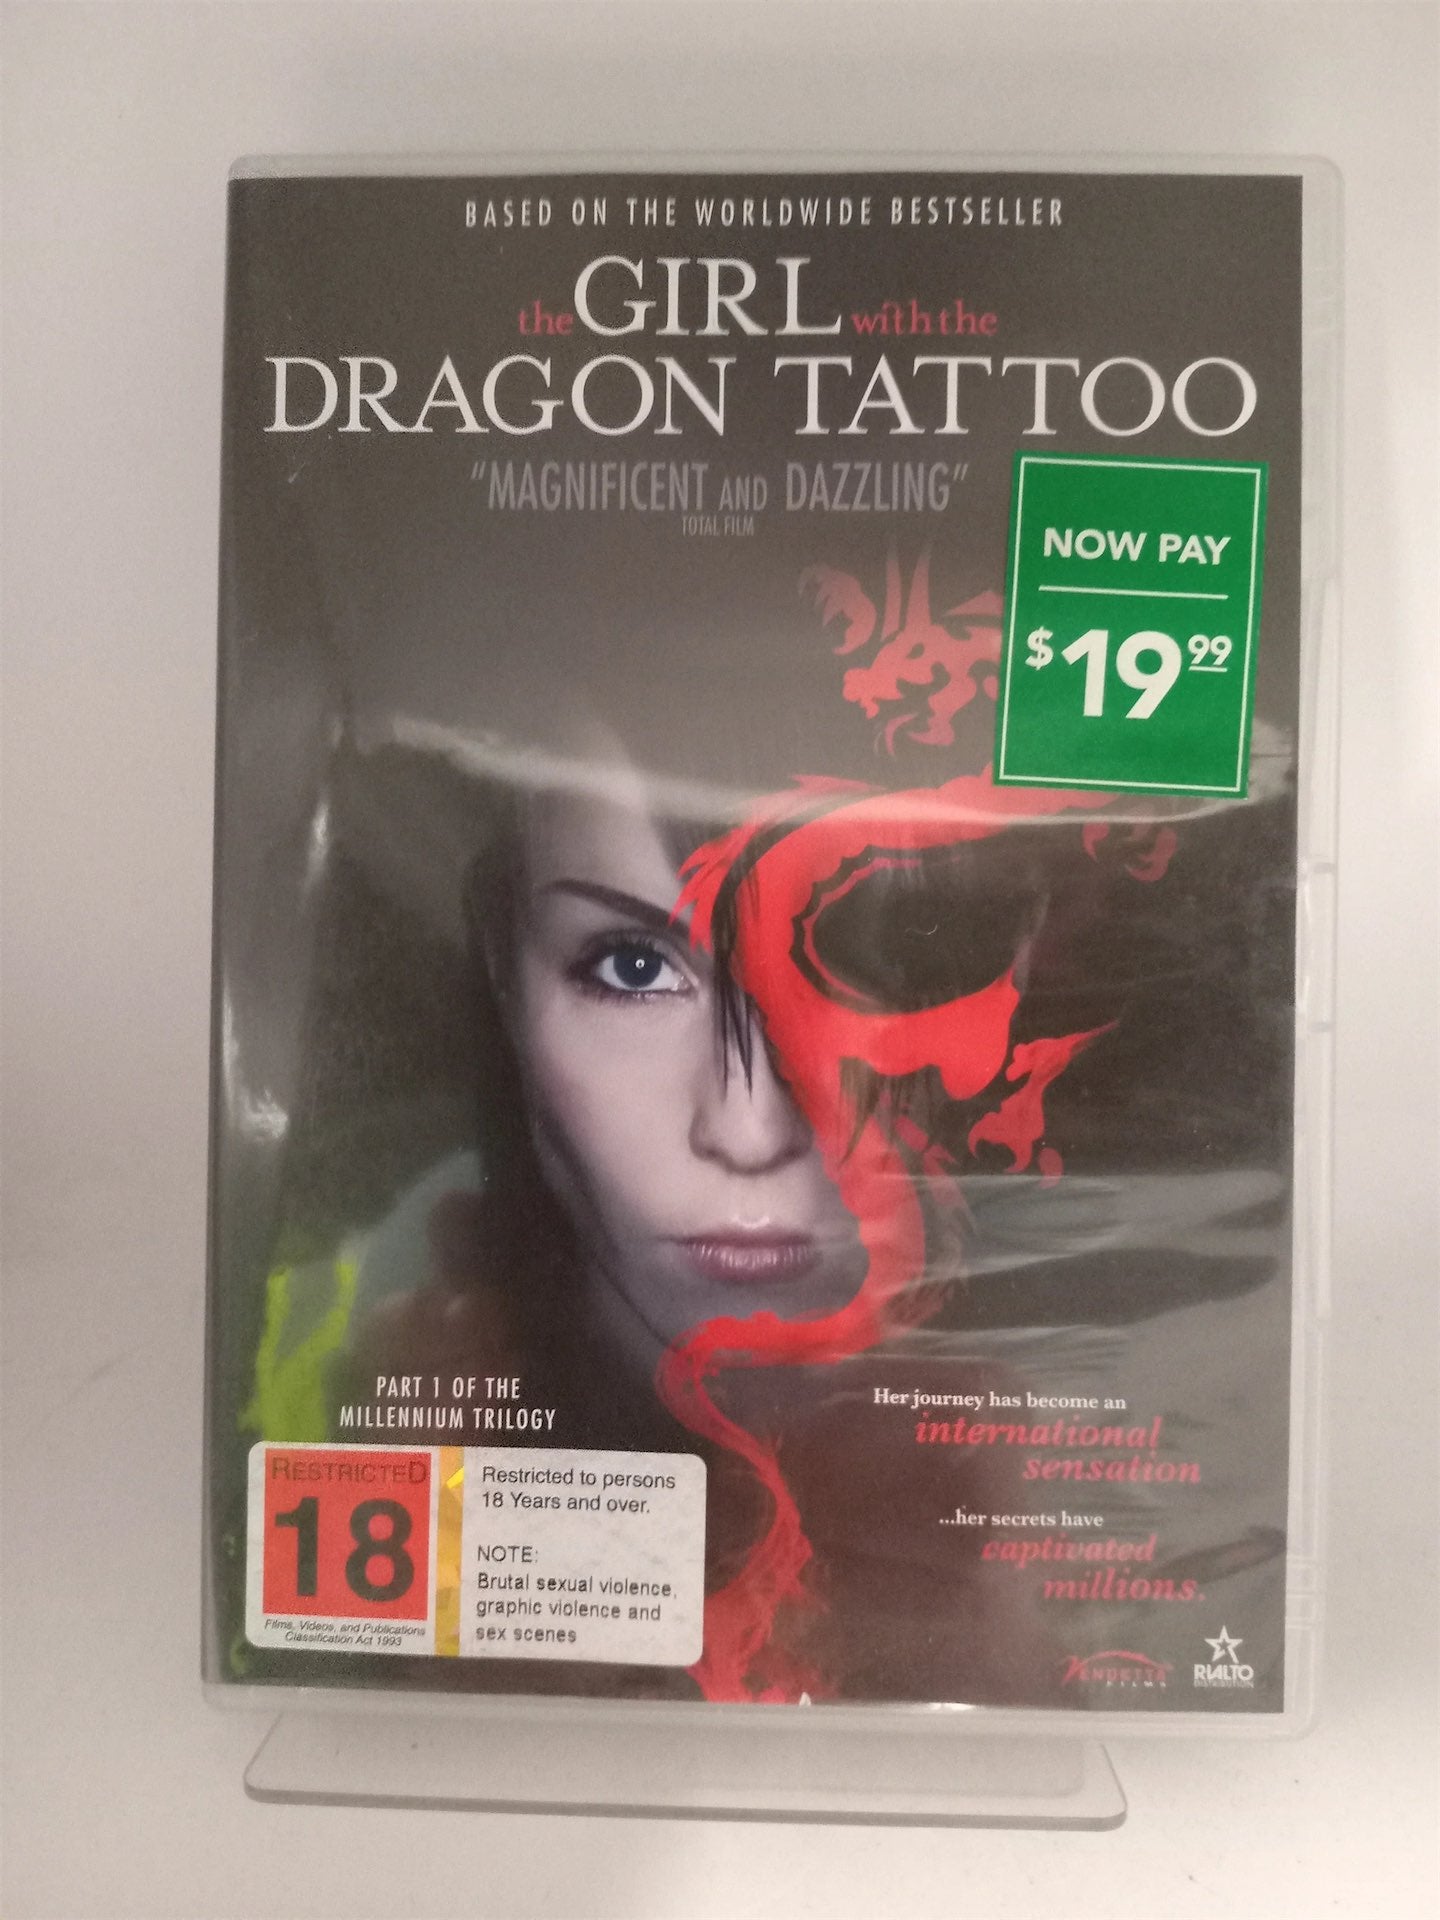 BASED ON THE WORLDWIDE BESTSELLER
the GIRL with the
DRAGON TATTOO
"MAGNIFICENT AND DAZZLING"
TOTAL FILM
NOW PAY
$19.99
PART 1 OF THE
MILLENNIUM TRILOGY
Her journey has become an
international
sensation
...her secrets have
captivated
millions.
RESTRICTED
18
Films, Videos, and Publications
Classification Act 1993
Restricted to persons
18 Years and over.
NOTE:
Brutal sexual violence,
graphic violence and
sex scenes
VENDETTA
FILMS
RIALTO
DISTRIBUTION